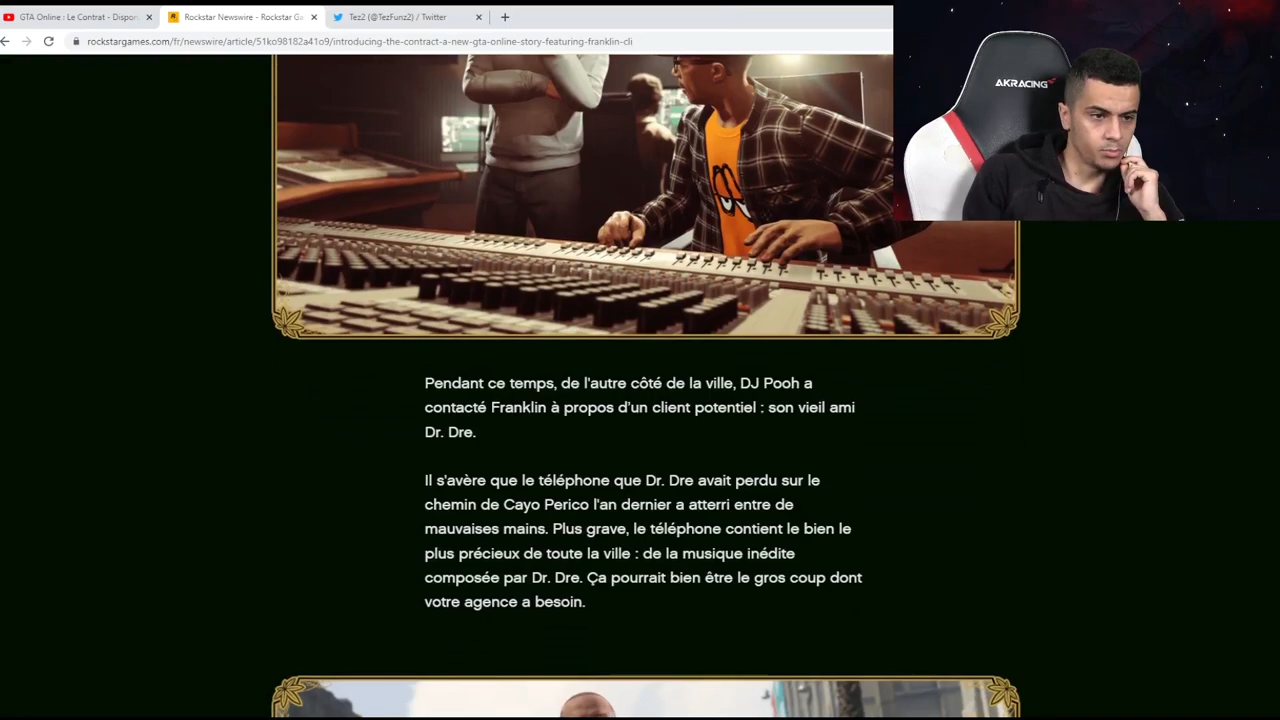 GTA Online : Le Contrat - Dispon
Rockstar Newswire - Rockstar Ga
Tez2 (@TezFunz2) / Twitter
rockstargames.com/fr/newswire/article/51ko98182a41o9/introducing-the-contract-a-new-gta-online-story-featuring-franklin-cli
AKRACING
Pendant ce temps, de l'autre côté de la ville, DJ Pooh a
contacté Franklin à propos d'un client potentiel : son vieil ami
Dr. Dre.
Il s'avère que le téléphone que Dr. Dre avait perdu sur le
chemin de Cayo Perico l'an dernier a atterri entre de
mauvaises mains. Plus grave, le téléphone contient le bien le
plus précieux de toute la ville : de la musique inédite
composée par Dr. Dre. Ça pourrait bien être le gros coup dont
votre agence a besoin.